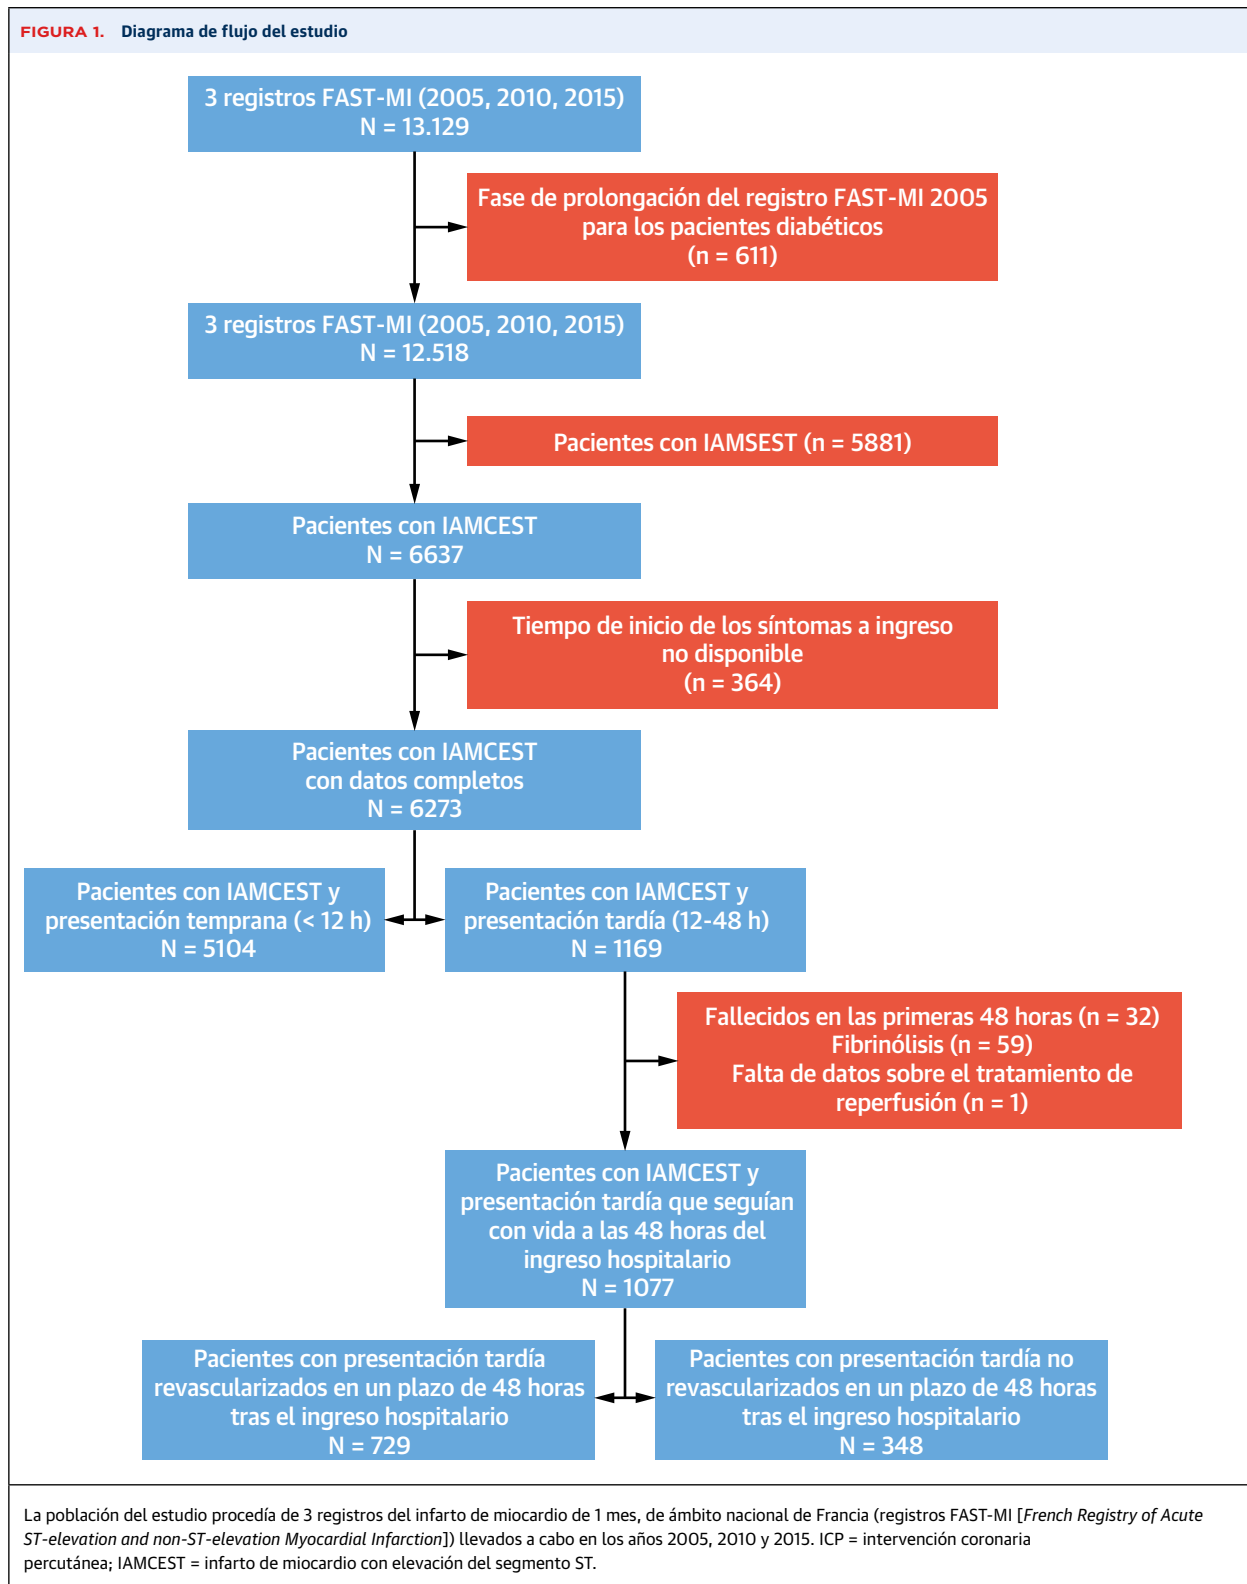 FIGURA 1. Diagrama de flujo del estudio
3 registros FAST-MI (2005, 2010, 2015)
N = 13.129
Fase de prolongación del registro FAST-MI 2005
para los pacientes diabéticos
(n = 611)
3 registros FAST-MI (2005, 2010, 2015)
N = 12.518
Pacientes con IAMSEST (n = 5881)
Pacientes con IAMCEST
N = 6637
Tiempo de inicio de los síntomas a ingreso
no disponible
(n = 364)
Pacientes con IAMCEST
con datos completos
N = 6273
Pacientes con IAMCEST y
presentación temprana (< 12 h)
N = 5104
Pacientes con IAMCEST y
presentación tardía (12-48 h)
N = 1169
Fallecidos en las primeras 48 horas (n = 32)
Fibrinólisis (n = 59)
Falta de datos sobre el tratamiento de
reperfusión (n = 1)
Pacientes con IAMCEST y
presentación tardía que seguían
con vida a las 48 horas del
ingreso hospitalario
N = 1077
Pacientes con presentación tardía
revascularizados en un plazo de 48 horas
tras el ingreso hospitalario
N = 729
Pacientes con presentación tardía no
revascularizados en un plazo de 48 horas
tras el ingreso hospitalario
N = 348
La población del estudio procedía de 3 registros del infarto de miocardio de 1 mes, de ámbito nacional de Francia (registros FAST-MI [French Registry of Acute
ST-elevation and non-ST-elevation Myocardial Infarction]) llevados a cabo en los años 2005, 2010 y 2015. ICP = intervención coronaria
percutánea; IAMCEST = infarto de miocardio con elevación del segmento ST.